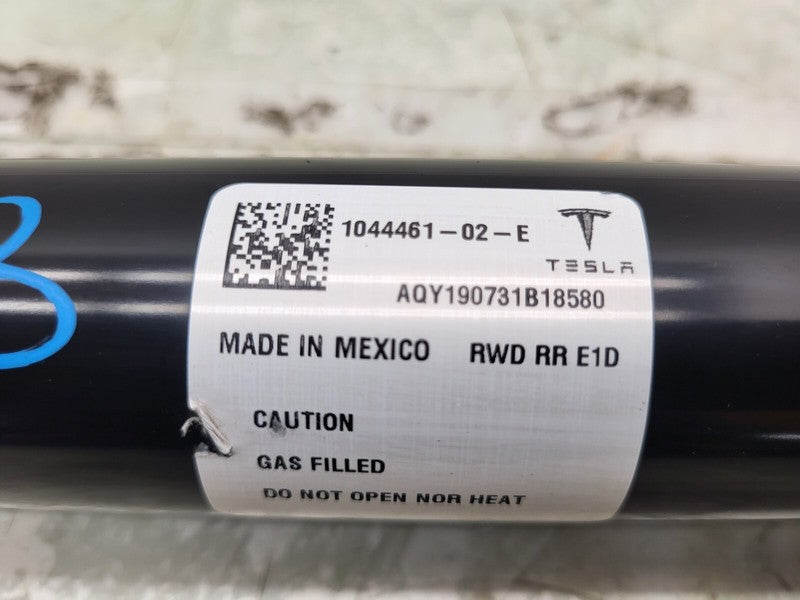 1044461-02-E
TESLA
AQY190731B18580
MADE IN MEXICO RWD RR E1D
CAUTION
GAS FILLED
DO NOT OPEN NOR HEAT